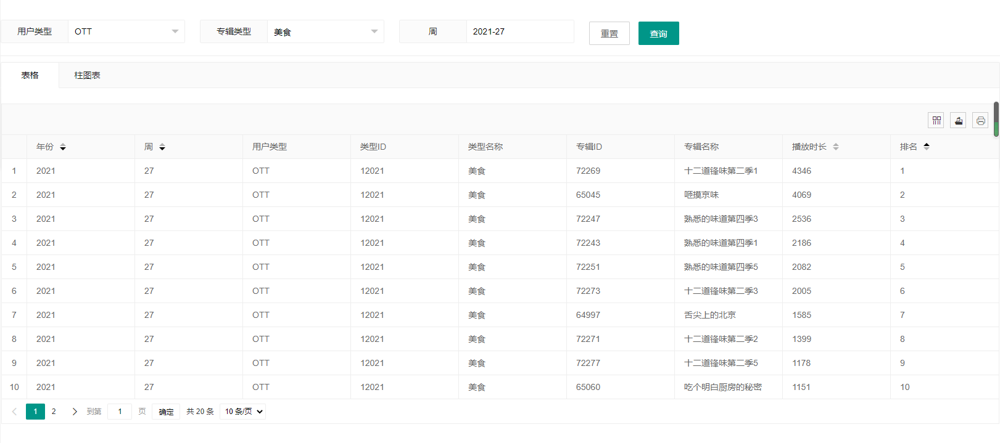 用户类型 OTT 专辑类型 美食 周 2021-27 重置 查询
表格 柱图表
年份 周 用户类型 类型ID 类型名称 专辑ID 专辑名称 播放时长 排名
1 2021 27 OTT 12021 美食 72269 十二道锋味第二季1 4346 1
2 2021 27 OTT 12021 美食 65045 咂摸京味 4069 2
3 2021 27 OTT 12021 美食 72247 熟悉的味道第四季3 2536 3
4 2021 27 OTT 12021 美食 72243 熟悉的味道第四季1 2186 4
5 2021 27 OTT 12021 美食 72251 熟悉的味道第四季5 2082 5
6 2021 27 OTT 12021 美食 72273 十二道锋味第二季3 2005 6
7 2021 27 OTT 12021 美食 64997 舌尖上的北京 1585 7
8 2021 27 OTT 12021 美食 72271 十二道锋味第二季2 1399 8
9 2021 27 OTT 12021 美食 72277 十二道锋味第二季5 1178 9
10 2021 27 OTT 12021 美食 65060 吃个明白厨房的秘密 1151 10
1 2 到第 1 页 确定 共 20 条 10 条/页